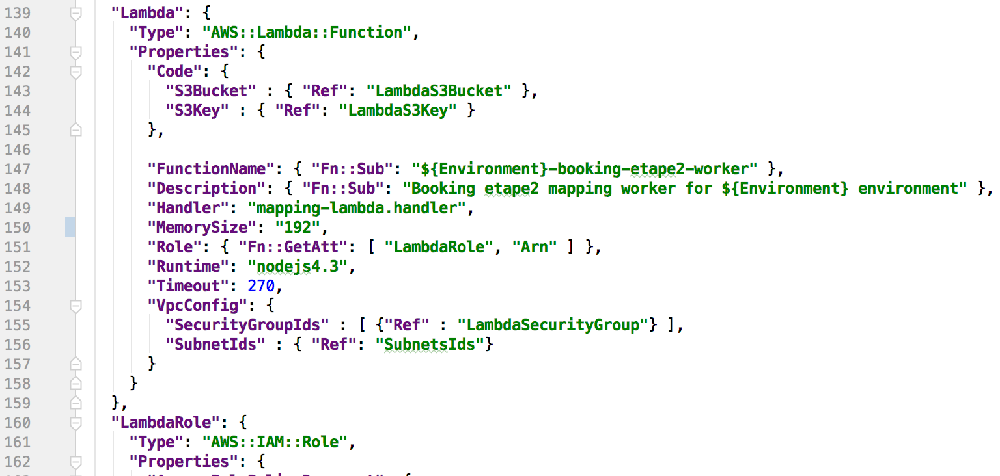 139 "Lambda": {
140 "Type": "AWS::Lambda::Function",
141 "Properties": {
142 "Code": {
143 "S3Bucket" : { "Ref": "LambdaS3Bucket" },
144 "S3Key" : { "Ref": "LambdaS3Key" }
145 },
146
147 "FunctionName": { "Fn::Sub": "${Environment}-booking-etape2-worker" },
148 "Description": { "Fn::Sub": "Booking etape2 mapping worker for ${Environment} environment" },
149 "Handler": "mapping-lambda.handler",
150 "MemorySize": "192",
151 "Role": { "Fn::GetAtt": [ "LambdaRole", "Arn" ] },
152 "Runtime": "nodejs4.3",
153 "Timeout": 270,
154 "VpcConfig": {
155 "SecurityGroupIds" : [ {"Ref" : "LambdaSecurityGroup"} ],
156 "SubnetIds" : { "Ref": "SubnetsIds"}
157 }
158 }
159 },
160 "LambdaRole": {
161 "Type": "AWS::IAM::Role",
162 "Properties": {